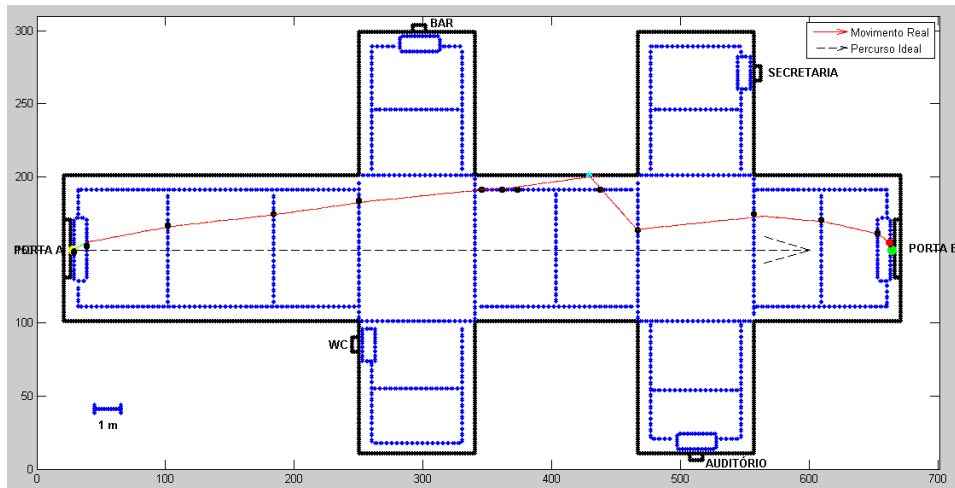 BAR
Movimento Real
Percurso Ideal
SECRETARIA
PORTA A
PORTA E
WC
1 m
AUDITÓRIO
310
250
200
150
100
50
0
0
100
200
300
400
500
600
700